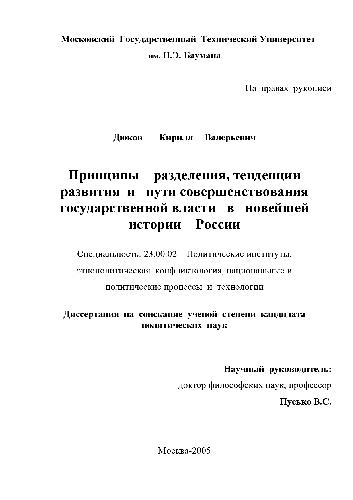 Московский Государственный Технический Университет
им. Н.Э. Баумана
На правах рукописи
Дюков Кирилл Валерьевич
Принципы разделения, тенденции
развития и пути совершенствования
государственной власти в новейшей
истории России
Специальность 23.00.02 – Политические институты,
этнополитическая конфликтология, национальные и
политические процессы и технологии
Диссертация на соискание ученой степени кандидата
политических наук
Научный руководитель:
доктор философских наук, профессор
Пусько В.С.
Москва-2005